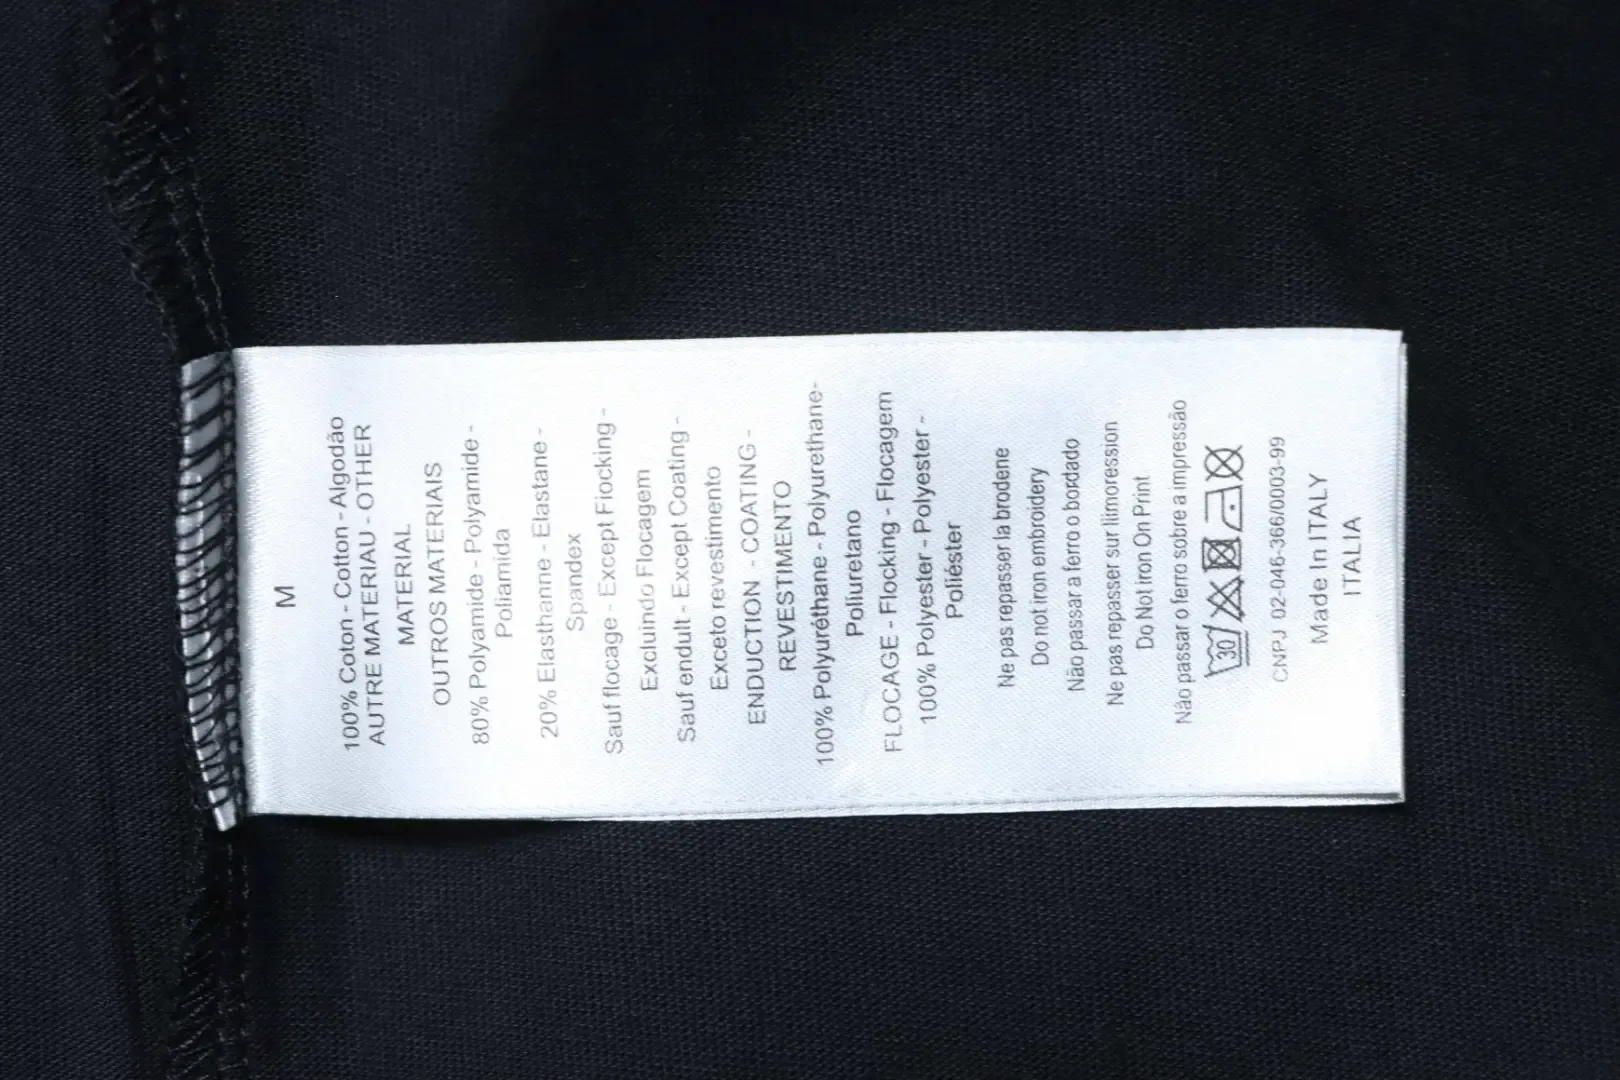 M
100% Coton - Cotton - Algodão
AUTRE MATERIAU - OTHER
MATERIAL
OUTROS MATERIAIS
80% Polyamide - Polyamide -
Poliamida
20% Elasthanne - Elastane -
Spandex
Sauf flocage - Except Fiocking -
Excluindo Flocagem
Sauf endult - Except Coating -
Exceto revestimento
ENDUCTION - COATING -
REVESTIMENTO
100% Polyuréthane - Polyurethane-
Poliuretano
FLOCAGE - Flocking - Flocagem
100% Polyester - Polyester -
Poliéster
Ne pas repasser la brodene
Do not iron embroidery
Não passar a ferro o bordado
Ne pas repasser sur limoression
Do Not iron On Print
Não passar o ferro sobre a impressão
30
CNPJ 02-046-366/0003-99
Made In ITALY
ITALIA